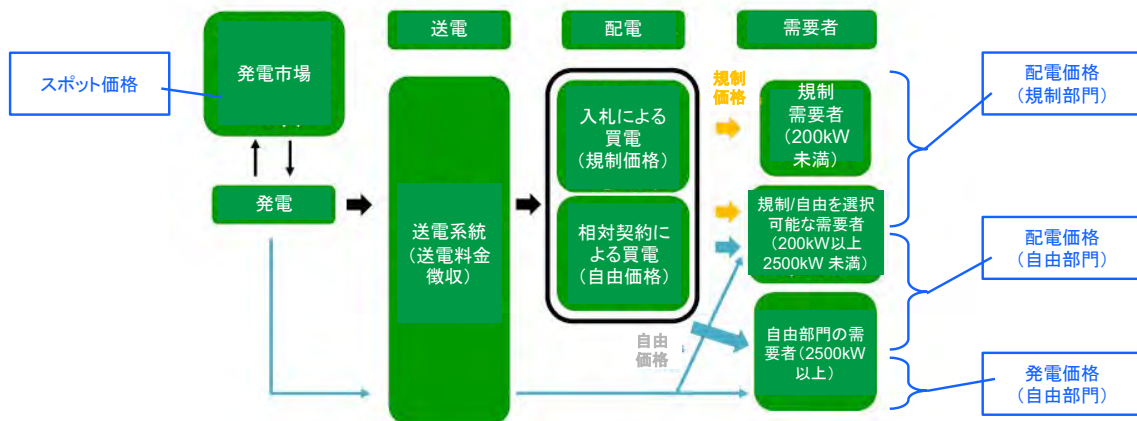 送電
配電
需要者
スポット価格
発電市場
規制
価格
入札による
買電
（規制価格）
規制
需要者
（200kW
未満）
配電価格
（規制部門）
発電
送電系統
（送電料金
徴収）
相対契約に
よる買電
（自由価格）
規制/自由を選択
可能な需要者
（200kW以上
2500kW 未満）
配電価格
（自由部門）
自由
価格
自由部門の需
要者（2500kW
以上）
発電価格
（自由部門）